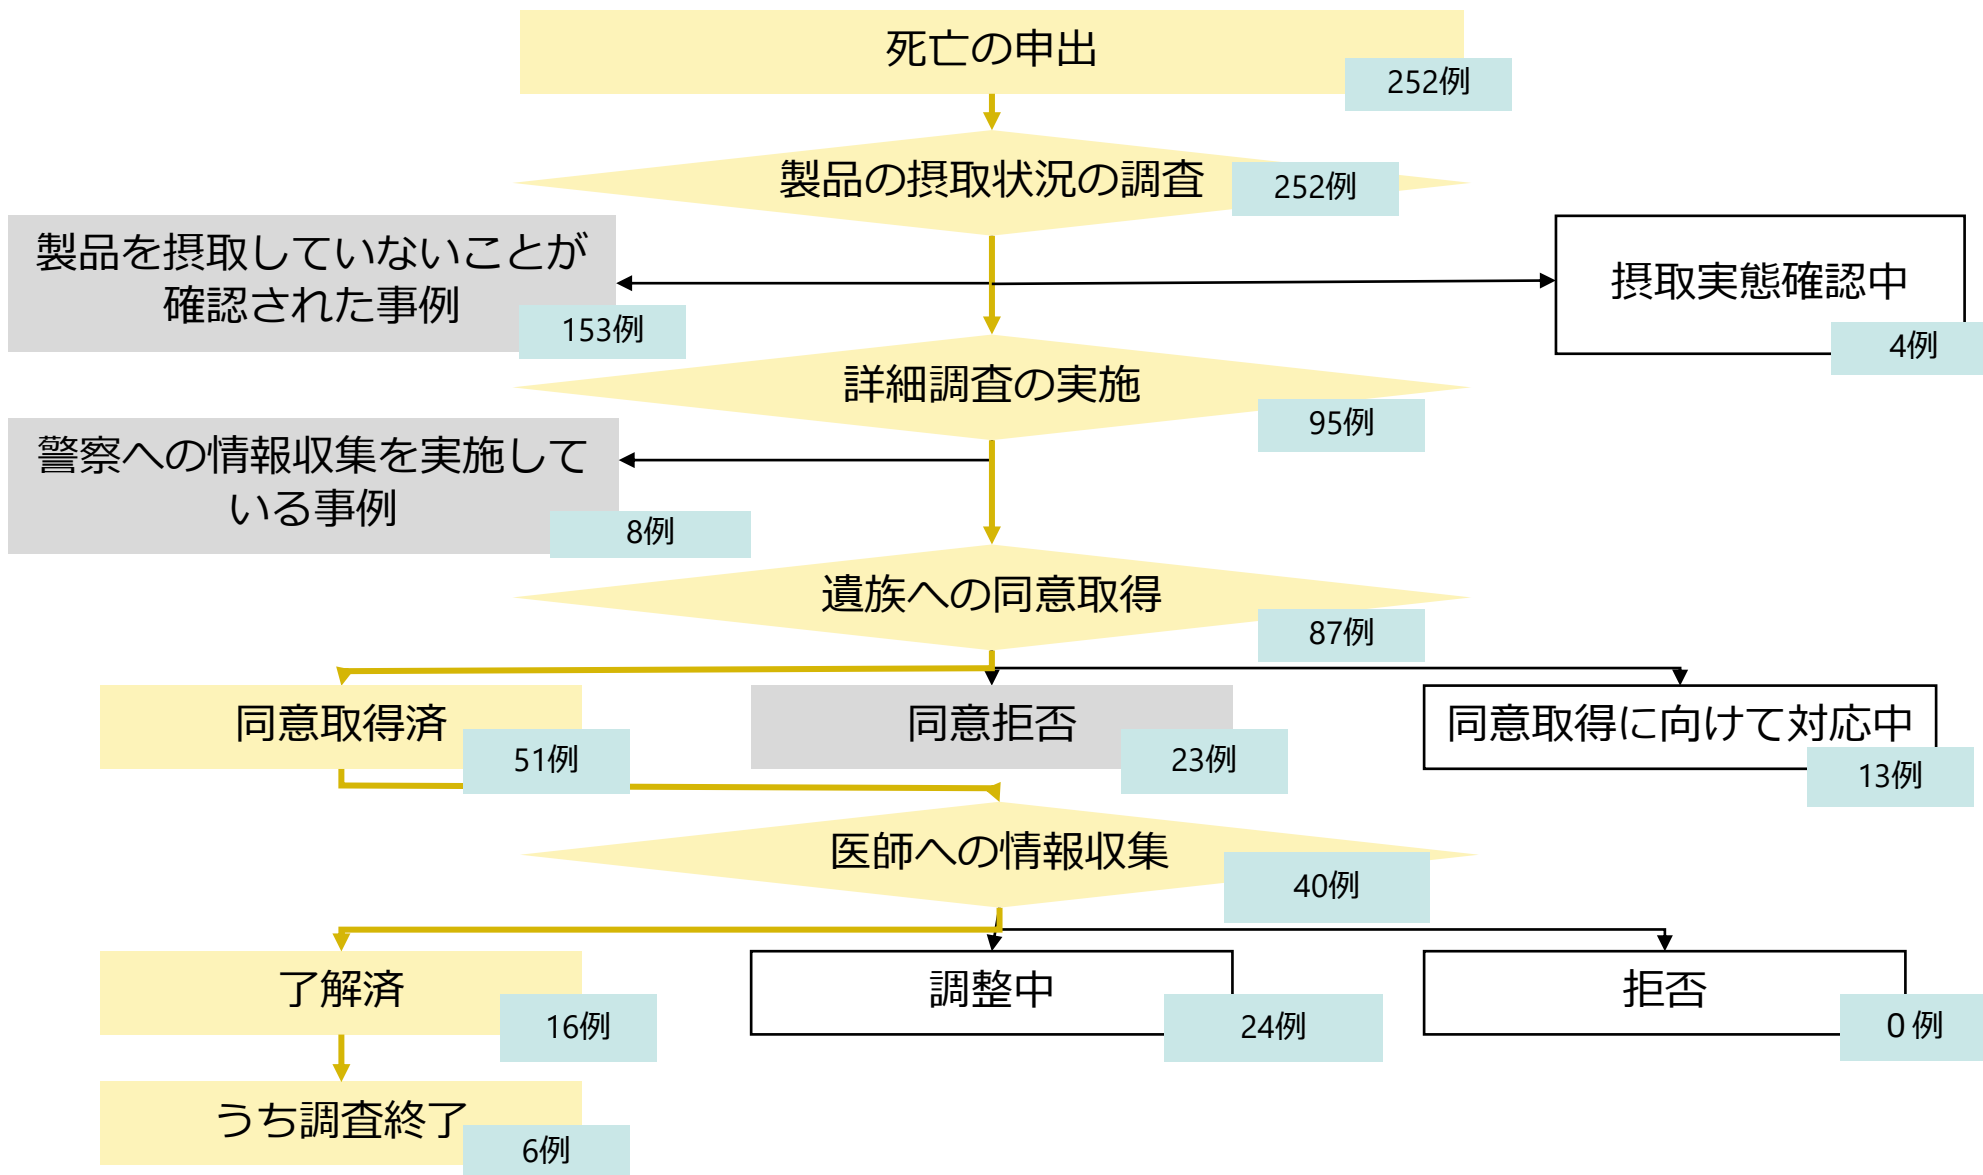 死亡の申出
252例
製品の摂取状況の調査
252例
製品を摂取していないことが
確認された事例
153例
摂取実態確認中
4例
詳細調査の実施
95例
警察への情報収集を実施して
いる事例
8例
遺族への同意取得
87例
同意取得済
51例
同意拒否
23例
同意取得に向けて対応中
13例
医師への情報収集
40例
了解済
16例
調整中
24例
拒否
０例
うち調査終了
6例